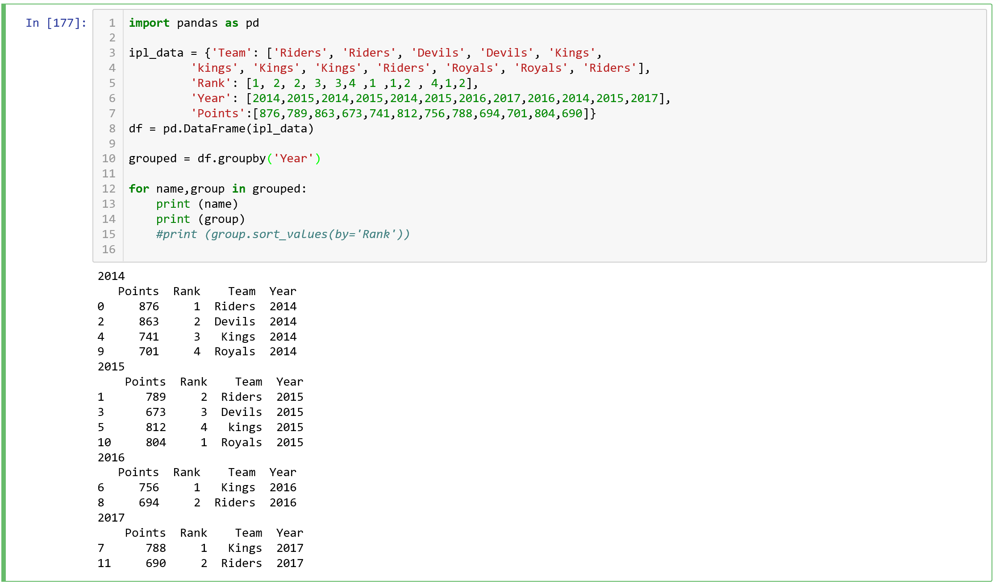 In [177]:
1 import pandas as pd
2
3 ipl_data = {'Team': ['Riders', 'Riders', 'Devils', 'Devils', 'Kings',
4          'kings', 'Kings', 'Kings', 'Riders', 'Royals', 'Royals', 'Riders'],
5          'Rank': [1, 2, 2, 3, 3,4 ,1 ,1,2 , 4,1,2],
6          'Year': [2014,2015,2014,2015,2014,2015,2016,2017,2016,2014,2015,2017],
7          'Points':[876,789,863,673,741,812,756,788,694,701,804,690]}
8 df = pd.DataFrame(ipl_data)
9
10 grouped = df.groupby('Year')
11
12 for name,group in grouped:
13     print (name)
14     print (group)
15     #print (group.sort_values(by='Rank'))
16
2014
   Points  Rank    Team  Year
0     876     1  Riders  2014
2     863     2  Devils  2014
4     741     3   Kings  2014
9     701     4  Royals  2014
2015
    Points  Rank    Team  Year
1      789     2  Riders  2015
3      673     3  Devils  2015
5      812     4   kings  2015
10     804     1  Royals  2015
2016
   Points  Rank    Team  Year
6     756     1   Kings  2016
8     694     2  Riders  2016
2017
    Points  Rank    Team  Year
7      788     1   Kings  2017
11     690     2  Riders  2017